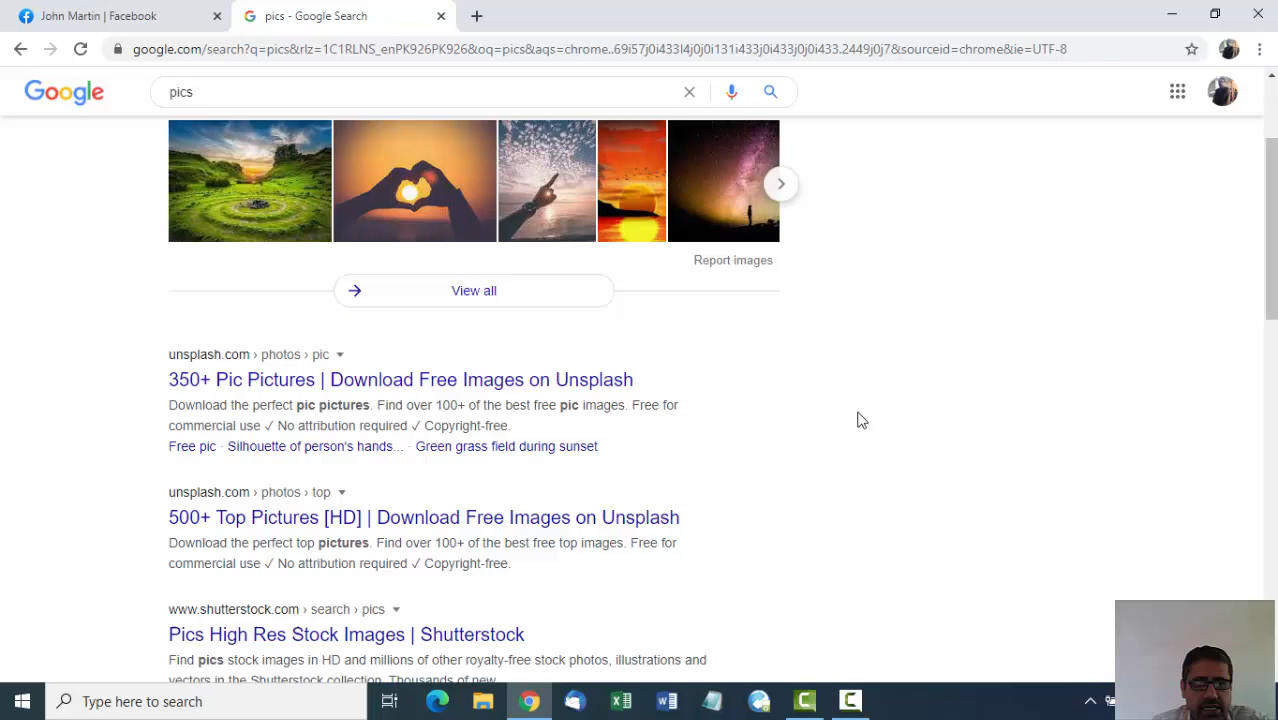 John Martin | Facebook
pics - Google Search
google.com/search?q=pics&rlz=1C1RLNS_enPK926PK926&oq=pics&aqs=chrome..69i57j0i433l4j0i131i433j0i433j0j0i433.2449j0j7&sourceid=chrome&ie=UTF-8
Google
pics
Report images
View all
unsplash.com › photos › pic
350+ Pic Pictures | Download Free Images on Unsplash
Download the perfect pic pictures. Find over 100+ of the best free pic images. Free for
commercial use ✓ No attribution required ✓ Copyright-free.
Free pic · Silhouette of person's hands... · Green grass field during sunset
unsplash.com › photos › top
500+ Top Pictures [HD] | Download Free Images on Unsplash
Download the perfect top pictures. Find over 100+ of the best free top images. Free for
commercial use ✓ No attribution required ✓ Copyright-free.
www.shutterstock.com › search › pics
Pics High Res Stock Images | Shutterstock
Find pics stock images in HD and millions of other royalty-free stock photos, illustrations and
vectors in the Shutterstock collection. Thousands of new
Type here to search